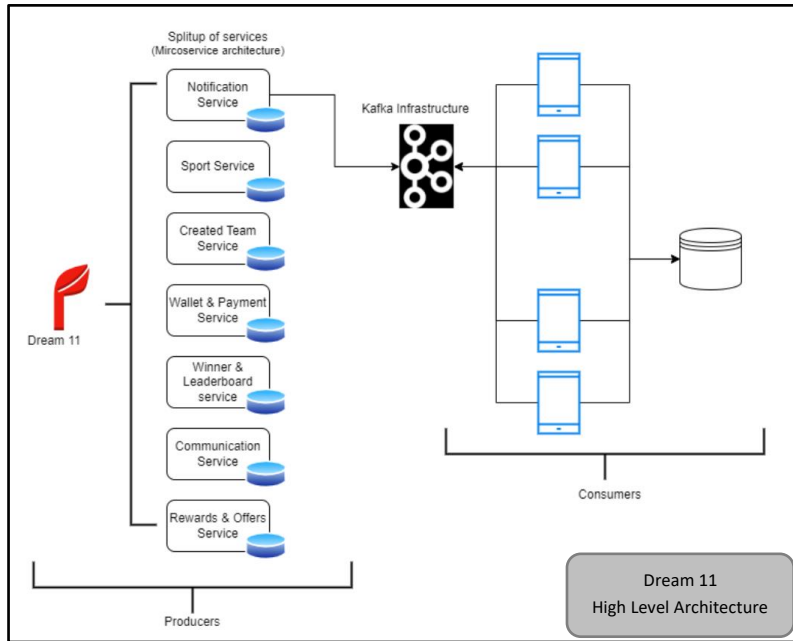 Splitup of services
(Mircoservice architecture)
Notification
Service
Kafka Infrastructure
Sport Service
Created Team
Service
Wallet & Payment
Service
Dream 11
Winner &
Leaderboard
service
Communication
Service
Rewards & Offers
Service
Consumers
Producers
Dream 11
High Level Architecture